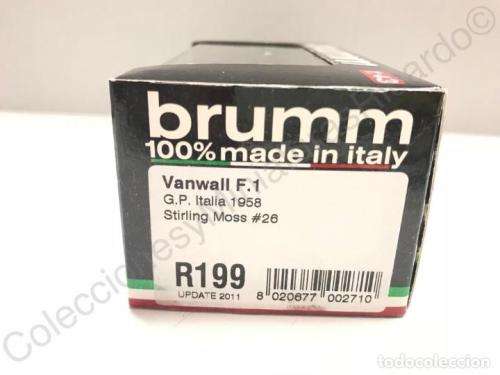 brumm
100% made in italy
Vanwall F.1
G.P. Italia 1958
Stirling Moss #26
R199
UPDATE 2011
8 020677 002710
todocoleccion